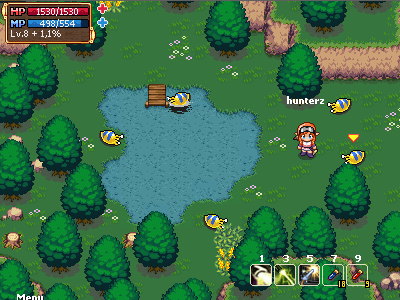 HP 1530/1530
MP 498/554
Lv.8 + 1,1%
hunterz
1 3 5 7 9
18 9
Menu